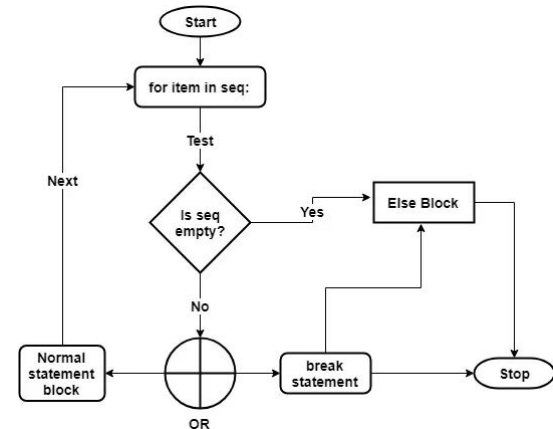 Start
for item in seq:
Test
Next
Is seq
empty?
Yes
Else Block
No
Normal
statement
block
OR
break
statement
Stop